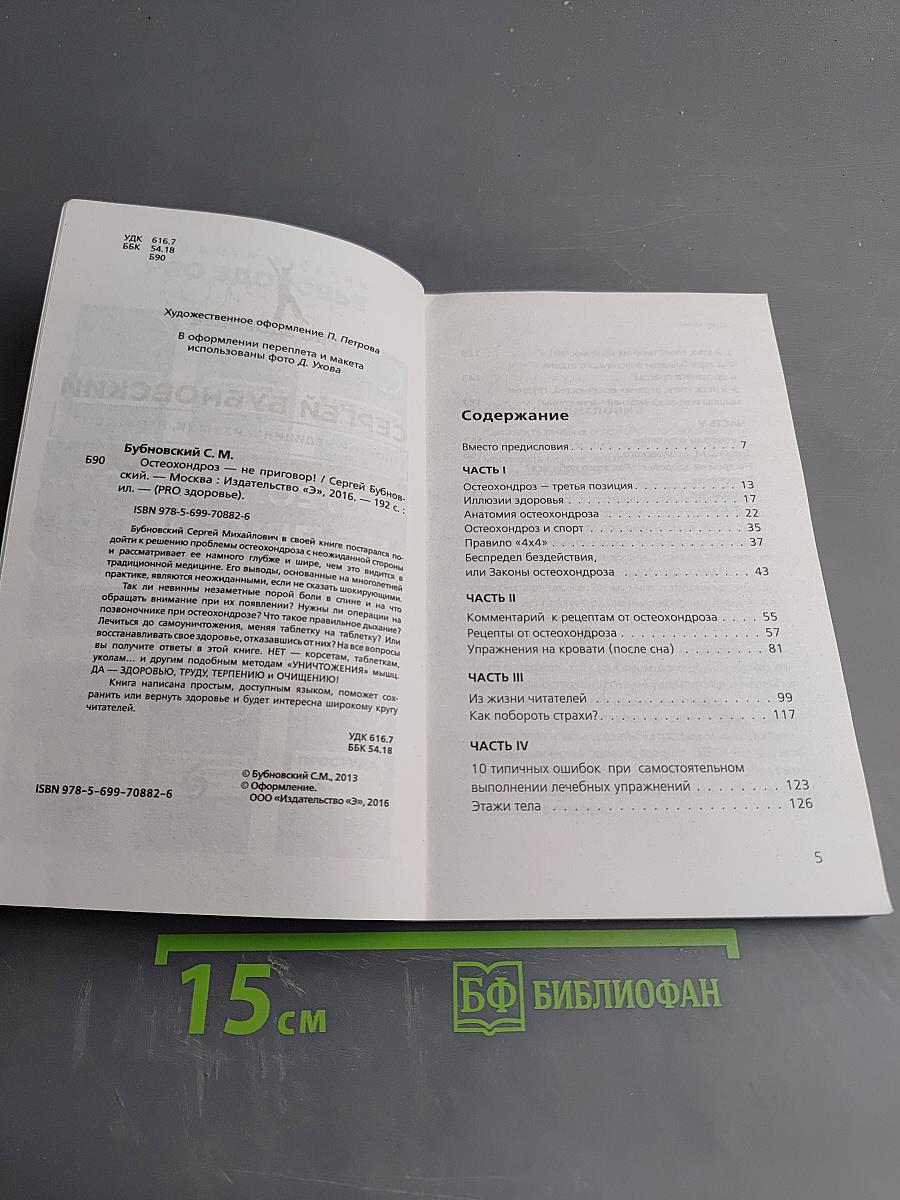 УДК 616.7
ББК 54.18
Б90
Художественное оформление П. Петрова
В оформлении переплета и макета
использованы фото Д. Ухова
Бубновский С. М.
Б90 Остеохондроз — не приговор! / Сергей Бубнов-
ский. — Москва : Издательство «Э», 2016. — 192 с. :
ил. — (PRO здоровье).
ISBN 978-5-699-70882-6
Бубновский Сергей Михайлович в своей книге постарался по-
дойти к решению проблемы остеохондроза с неожиданной стороны
и рассматривает ее намного глубже и шире, чем это видится в
традиционной медицине. Его выводы, основанные на многолетней
практике, являются неожиданными, если не сказать шокирующими.
Так ли невинны незаметные порой боли в спине и на что
обращать внимание при их появлении? Нужны ли операции на
позвоночнике при остеохондрозе? Что такое правильное дыхание?
Лечиться до самоуничтожения, меняя таблетку на таблетку? Или
восстанавливать свое здоровье, отказавшись от них? На все вопросы
вы получите ответы в этой книге. НЕТ — корсетам, таблеткам,
уколам... и другим подобным методам «УНИЧТОЖЕНИЯ» мышц.
ДА — ЗДОРОВЬЮ, ТРУДУ, ТЕРПЕНИЮ и ОЧИЩЕНИЮ!
Книга написана простым, доступным языком, поможет сох-
ранить или вернуть здоровье и будет интересна широкому кругу
читателей.
УДК 616.7
ББК 54.18
© Бубновский С.М., 2013
© Оформление.
ООО «Издательство «Э», 2016
ISBN 978-5-699-70882-6
Содержание
Вместо предисловия . . . . . . . . . . . . . . . . . . . 7
ЧАСТЬ I
Остеохондроз — третья позиция . . . . . . . . . . . . 13
Иллюзии здоровья . . . . . . . . . . . . . . . . . . . 17
Анатомия остеохондроза . . . . . . . . . . . . . . . 22
Остеохондроз и спорт . . . . . . . . . . . . . . . . . 35
Правило «4х4» . . . . . . . . . . . . . . . . . . . . . 37
Беспредел бездействия,
или Законы остеохондроза . . . . . . . . . . . . . . 43
ЧАСТЬ II
Комментарий к рецептам от остеохондроза . . . . 55
Рецепты от остеохондроза . . . . . . . . . . . . . . . 57
Упражнения на кровати (после сна) . . . . . . . . . 81
ЧАСТЬ III
Из жизни читателей . . . . . . . . . . . . . . . . . . 99
Как побороть страхи? . . . . . . . . . . . . . . . . . 117
ЧАСТЬ IV
10 типичных ошибок при самостоятельном
выполнении лечебных упражнений . . . . . . . . 123
Этажи тела . . . . . . . . . . . . . . . . . . . . . . . 126
5
15 см
БФ БИБЛИОФАН